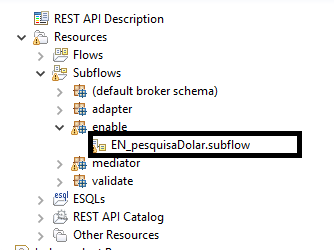 REST API Description
Resources
Flows
Subflows
(default broker schema)
adapter
enable
EN_pesquisaDolar.subflow
mediator
validate
esql ESQLs
REST API Catalog
Other Resources